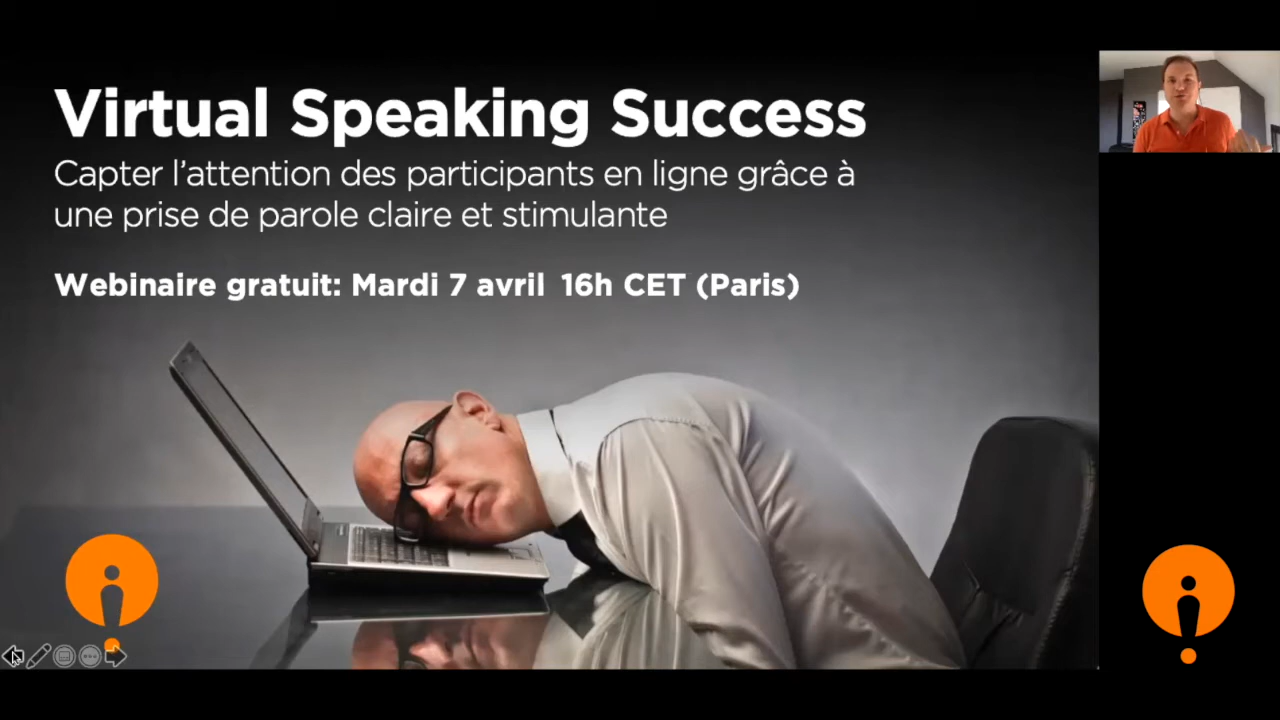 Virtual Speaking Success
Capter l’attention des participants en ligne grâce à
une prise de parole claire et stimulante
Webinaire gratuit: Mardi 7 avril 16h CET (Paris)